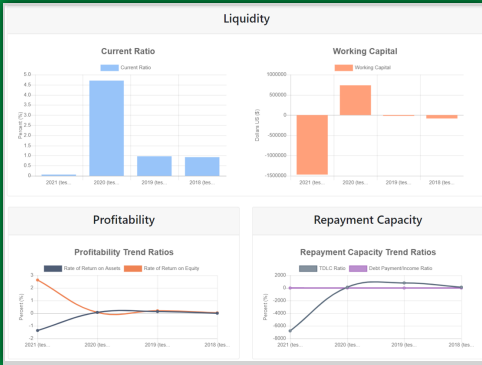 Liquidity
Current Ratio
Current Ratio
Percent (%)
5.0
4.5
4.0
3.5
3.0
2.5
2.0
1.5
1.0
0.5
0
2021 (tes...
2020 (tes...
2019 (tes...
2018 (tes...
Working Capital
Working Capital
Dollars US ($)
1000000
500000
0
-500000
-1000000
-1500000
2021 (tes...
2020 (tes...
2019 (tes...
2018 (tes...
Profitability
Profitability Trend Ratios
Rate of Return on Assets Rate of Return on Equity
Percent (%)
3
2
1
0
-1
-2
2021 (tes...
2020 (tes...
2019 (tes...
2018 (tes...
Repayment Capacity
Repayment Capacity Trend Ratios
TDLC Ratio Debt Payment/Income Ratio
Percent (%)
2000
0
-2000
-4000
-6000
-8000
2021 (tes...
2020 (tes...
2019 (tes...
2018 (tes...